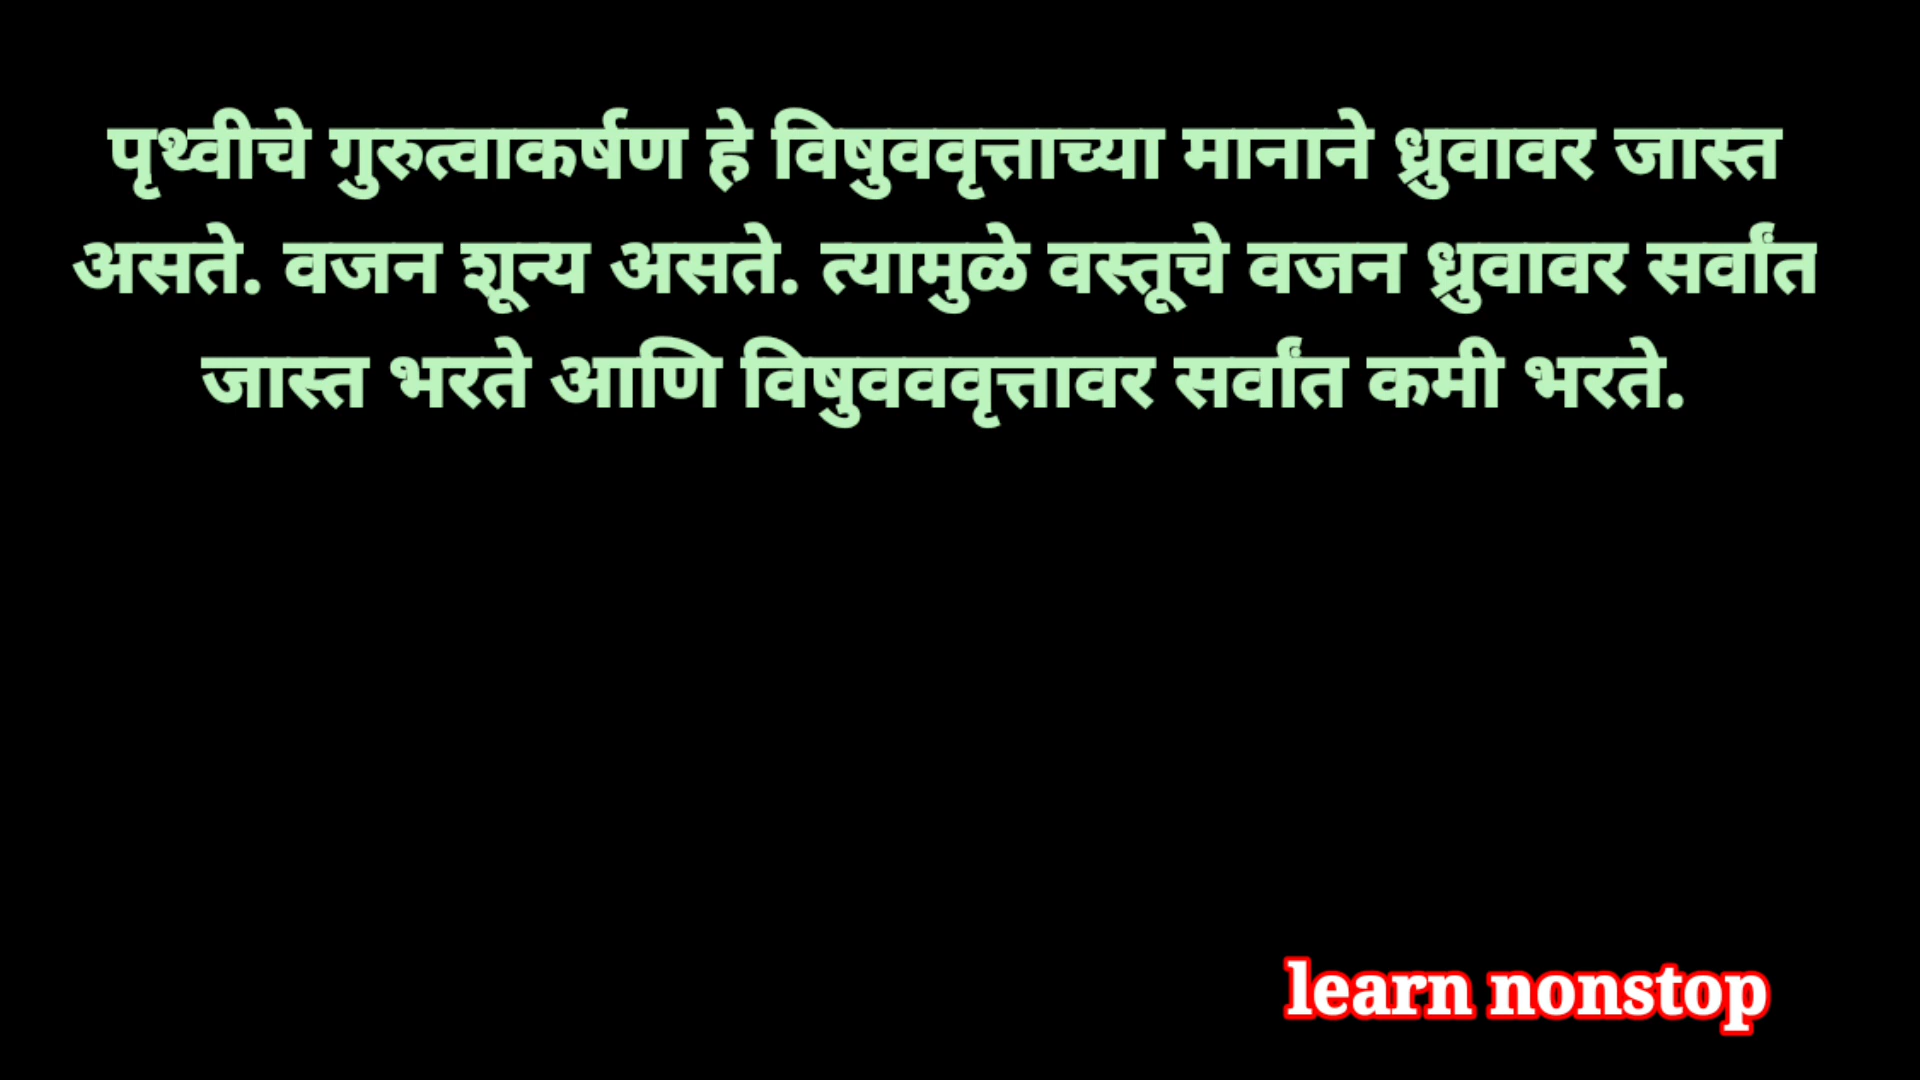 पृथ्वीचे गुरुत्वाकर्षण हे विषुववृत्ताच्या मानाने ध्रुवावर जास्त
असते. वजन शून्य असते. त्यामुळे वस्तूचे वजन ध्रुवावर सर्वांत
जास्त भरते आणि विषुवववृत्तावर सर्वांत कमी भरते.
learn nonstop